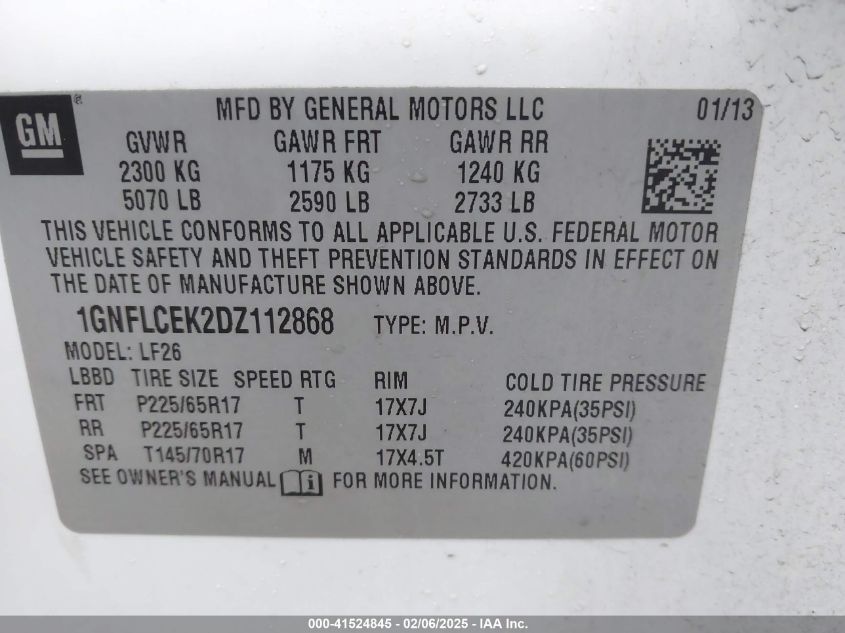 GM ®
MFD BY GENERAL MOTORS LLC 01/13
GVWR GAWR FRT GAWR RR
2300 KG 1175 KG 1240 KG
5070 LB 2590 LB 2733 LB
THIS VEHICLE CONFORMS TO ALL APPLICABLE U.S. FEDERAL MOTOR
VEHICLE SAFETY AND THEFT PREVENTION STANDARDS IN EFFECT ON
THE DATE OF MANUFACTURE SHOWN ABOVE.
1GNFLCEK2DZ112868 TYPE: M.P.V.
MODEL: LF26
LBBD TIRE SIZE SPEED RTG RIM COLD TIRE PRESSURE
FRT P225/65R17 T 17X7J 240KPA(35PSI)
RR P225/65R17 T 17X7J 240KPA(35PSI)
SPA T145/70R17 M 17X4.5T 420KPA(60PSI)
SEE OWNER'S MANUAL i FOR MORE INFORMATION.
000-41524845 - 02/06/2025 - IAA Inc.